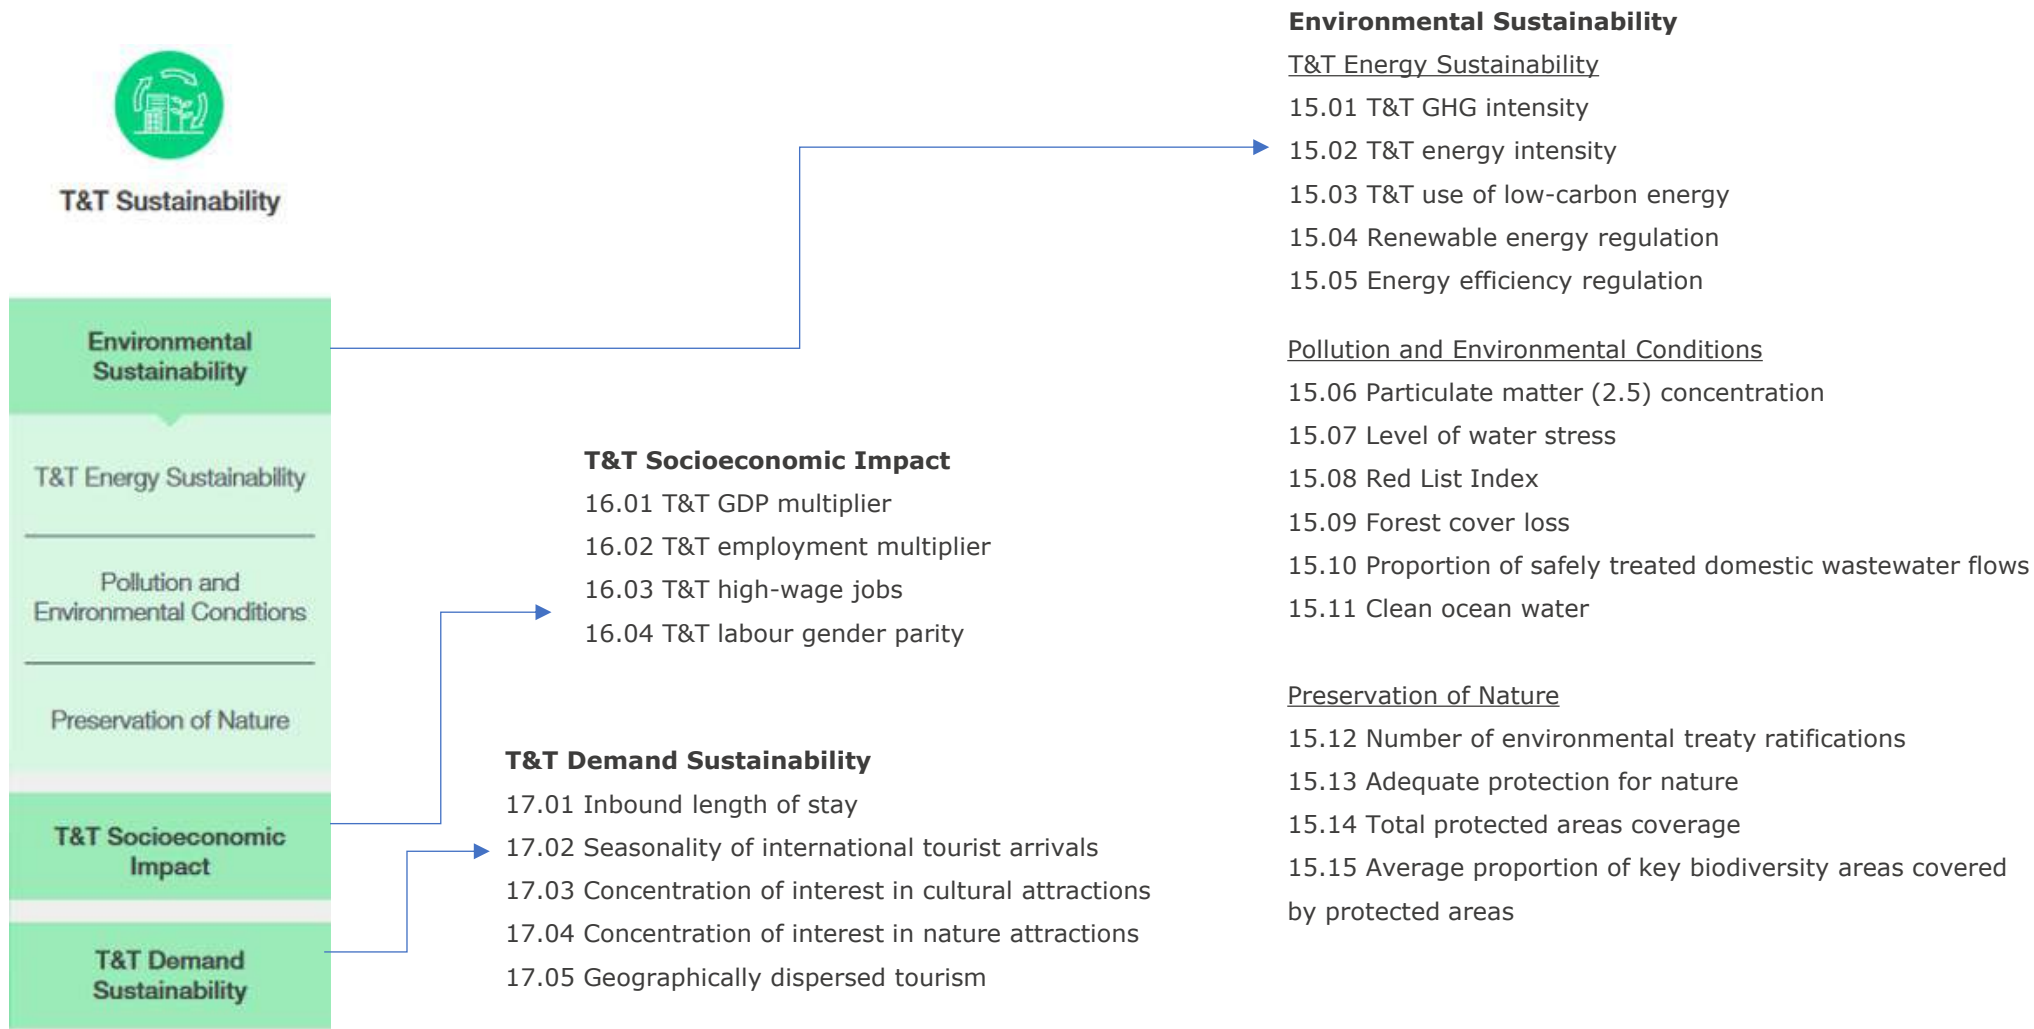 T&T Sustainability
Environmental
Sustainability
T&T Energy Sustainability
Pollution and
Environmental Conditions
Preservation of Nature
T&T Socioeconomic
Impact
T&T Demand
Sustainability
T&T Socioeconomic Impact
16.01 T&T GDP multiplier
16.02 T&T employment multiplier
16.03 T&T high-wage jobs
16.04 T&T labour gender parity
T&T Demand Sustainability
17.01 Inbound length of stay
17.02 Seasonality of international tourist arrivals
17.03 Concentration of interest in cultural attractions
17.04 Concentration of interest in nature attractions
17.05 Geographically dispersed tourism
Environmental Sustainability
T&T Energy Sustainability
15.01 T&T GHG intensity
15.02 T&T energy intensity
15.03 T&T use of low-carbon energy
15.04 Renewable energy regulation
15.05 Energy efficiency regulation
Pollution and Environmental Conditions
15.06 Particulate matter (2.5) concentration
15.07 Level of water stress
15.08 Red List Index
15.09 Forest cover loss
15.10 Proportion of safely treated domestic wastewater flows
15.11 Clean ocean water
Preservation of Nature
15.12 Number of environmental treaty ratifications
15.13 Adequate protection for nature
15.14 Total protected areas coverage
15.15 Average proportion of key biodiversity areas covered
by protected areas